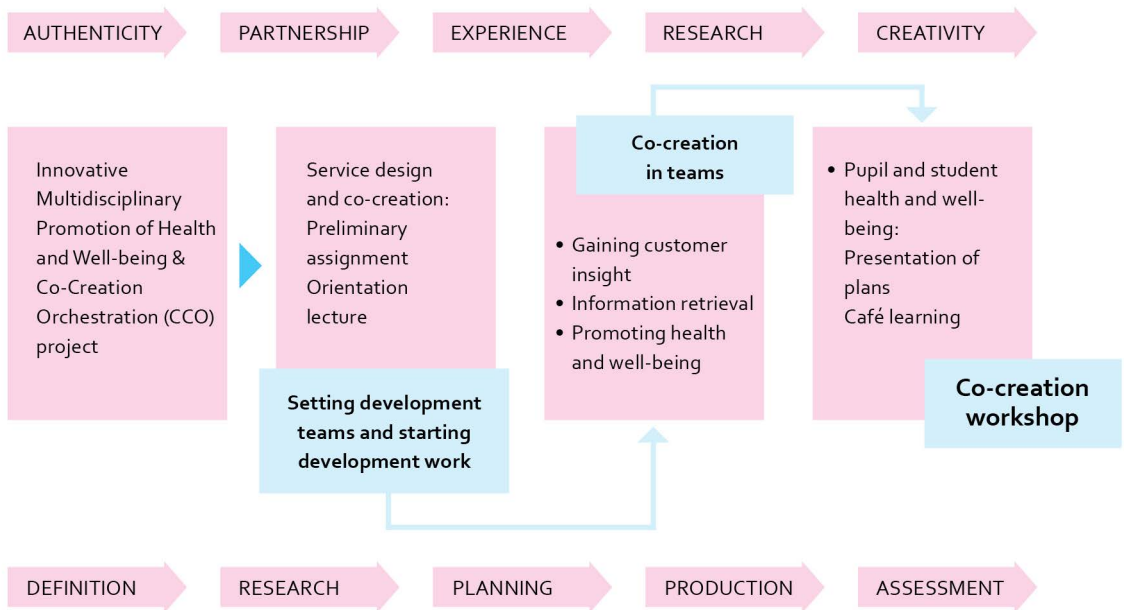 AUTHENTICITY
PARTNERSHIP
EXPERIENCE
RESEARCH
CREATIVITY
Innovative
Multidisciplinary
Promotion of Health
and Well-being &
Co-Creation
Orchestration (CCO)
project
Service design
and co-creation:
Preliminary
assignment
Orientation
lecture
Setting development
teams and starting
development work
Co-creation
in teams
• Gaining customer
insight
• Information retrieval
• Promoting health
and well-being
• Pupil and student
health and well-
being:
Presentation of
plans
Café learning
Co-creation
workshop
DEFINITION
RESEARCH
PLANNING
PRODUCTION
ASSESSMENT